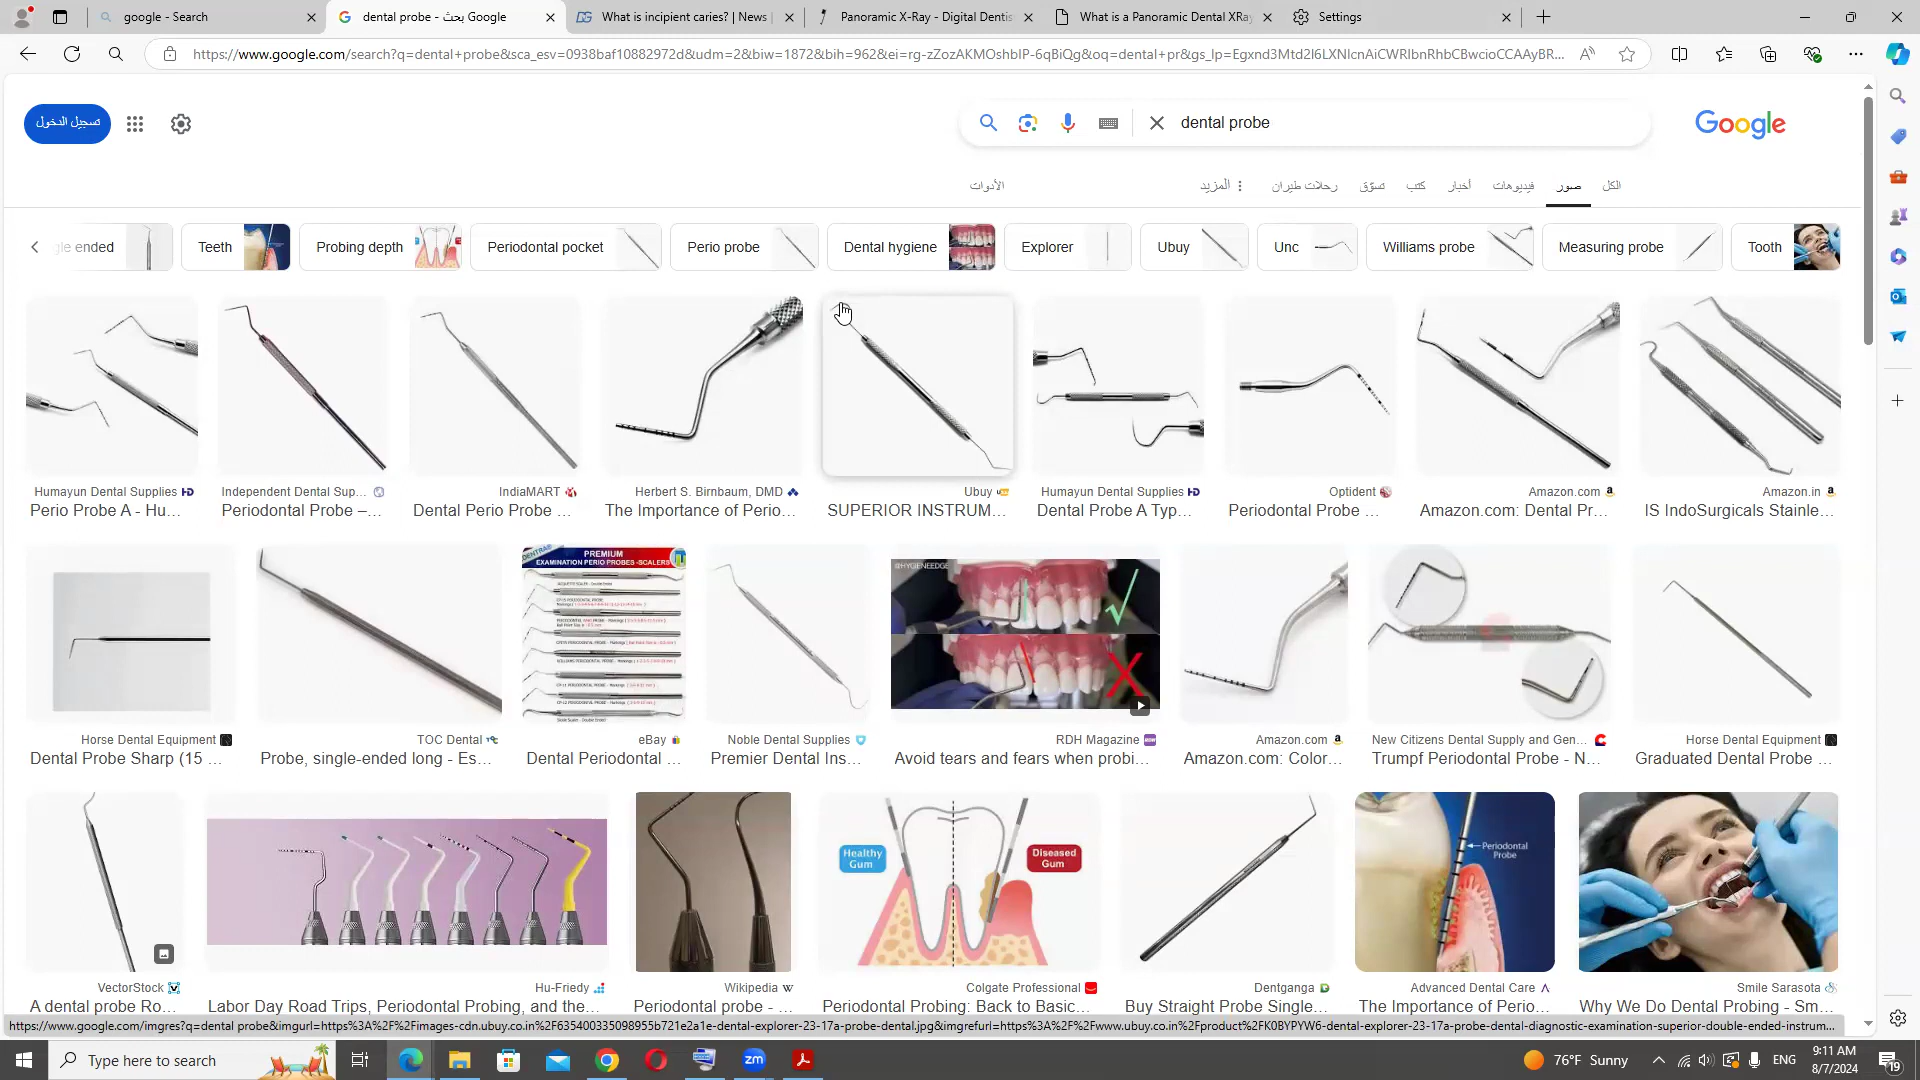 google - Search
dental probe - بحث Google
What is incipient caries? | News |
Panoramic X-Ray - Digital Dentis
What is a Panoramic Dental XRay
Settings
https://www.google.com/search?q=dental+probe&sca_esv=0938baf10882972d&udm=2&biw=1872&bih=962&ei=rg-zZozAKMOshbIP-6qBiQg&oq=dental+pr&gs_lp=Egxnd3Mtd2l6LXNlcnAiCWRlbnRhbCBwcioCCAAyBR...
تسجيل الدخول
dental probe
Google
الكل
صور
فيديوهات
أخبار
كتب
تسوّق
رحلات طيران
المزيد
الأدوات
gle ended
Teeth
Probing depth
Periodontal pocket
Perio probe
Dental hygiene
Explorer
Ubuy
Unc
Williams probe
Measuring probe
Tooth
Humayun Dental Supplies
Perio Probe A - Hu...
Independent Dental Sup...
Periodontal Probe –...
IndiaMART
Dental Perio Probe ...
Herbert S. Birnbaum, DMD
The Importance of Perio...
Ubuy
SUPERIOR INSTRUM...
Humayun Dental Supplies
Dental Probe A Typ...
Optident
Periodontal Probe ...
Amazon.com
Amazon.com: Dental Pr...
Amazon.in
IS IndoSurgicals Stainle...
DENTRA®
PREMIUM
EXAMINATION PERIO PROBES -SCALERS
@HYGIENEEDGE
Horse Dental Equipment
Dental Probe Sharp (15 ...
TOC Dental
Probe, single-ended long - Es...
eBay
Dental Periodontal ...
Noble Dental Supplies
Premier Dental Ins...
RDH Magazine
Avoid tears and fears when probi...
Amazon.com
Amazon.com: Color...
New Citizens Dental Supply and Gen...
Trumpf Periodontal Probe - N...
Horse Dental Equipment
Graduated Dental Probe ...
Healthy
Gum
Diseased
Gum
Periodontal
Probe
VectorStock
A dental probe Ro...
Hu-Friedy
Labor Day Road Trips, Periodontal Probing, and the...
Wikipedia
Periodontal probe - ...
Colgate Professional
Periodontal Probing: Back to Basic...
Dentganga
Buy Straight Probe Single...
Advanced Dental Care
The Importance of Perio...
Smile Sarasota
Why We Do Dental Probing - Sm...
https://www.google.com/imgres?q=dental probe&imgurl=https%3A%2F%2Fimages-cdn.ubuy.co.in%2F635400335098955b721e2a1e-dental-explorer-23-17a-probe-dental.jpg&imgrefurl=https%3A%2F%2Fwww.ubuy.co.in%2Fproduct%2FK0BYPYW6-dental-explorer-23-17a-probe-dental-diagnostic-examination-superior-double-ended-instrum...
Type here to search
zm
76°F Sunny
ENG
9:11 AM
8/7/2024
19